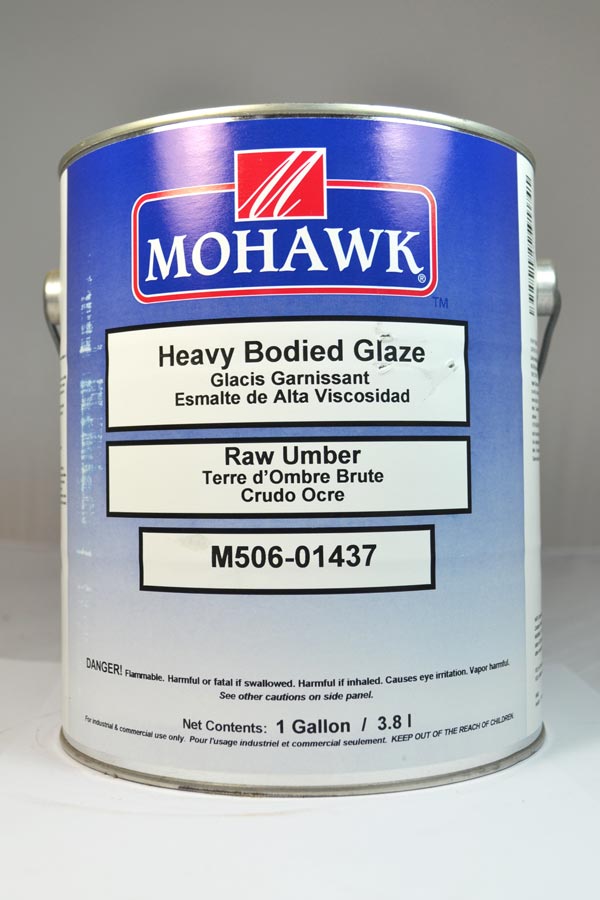 M
MOHAWK®
TM
Heavy Bodied Glaze
Glacis Garnissant
Esmalte de Alta Viscosidad
Raw Umber
Terre d'Ombre Brute
Crudo Ocre
M506-01437
DANGER! Flammable. Harmful or fatal if swallowed. Harmful if inhaled. Causes eye irritation. Vapor harmful.
See other cautions on side panel.
Net Contents: 1 Gallon / 3.8 l
For industrial & commercial use only. Pour l'usage industriel et commercial seulement. KEEP OUT OF THE REACH OF CHILDREN.